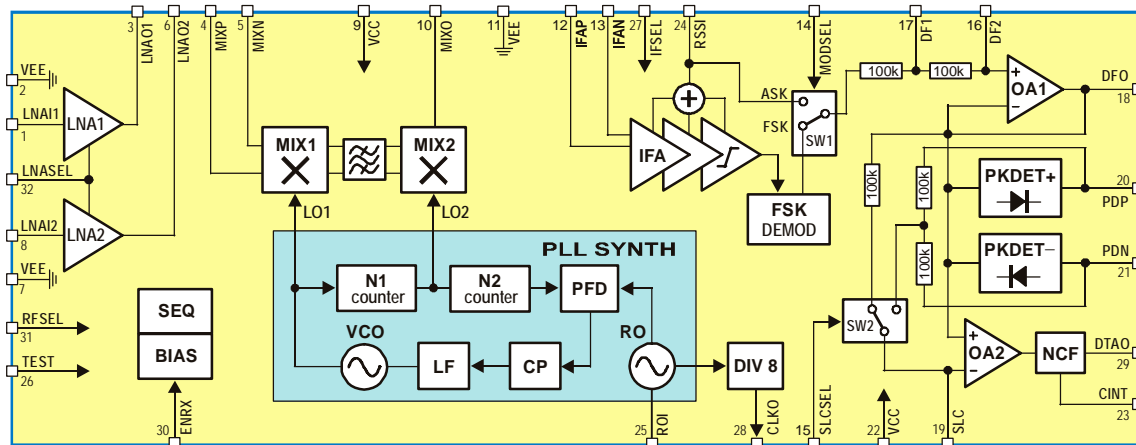 3 LNAO1
6 LNAO2
4 MIXP
5 MIXN
9 VCC
10 MIXO
11 VEE
12 IFAP
13 IFAN
27 IFSEL
24 RSSI
14 MODSEL
17 DF1
16 DF2
VEE
2
LNAI1
1
LNASEL
32
LNAI2
8
VEE
7
RFSEL
31
TEST
26
LNA1
LNA2
MIX1
MIX2
LO1
LO2
IFA
+
ASK
FSK
SW1
FSK
DEMOD
100k
100k
+
−
OA1
DFO
18
100k
100k
100k
PKDET+
20
PDP
PKDET−
PDN
21
SW2
+
−
OA2
NCF
DTAO
29
CINT
23
PLL SYNTH
N1
counter
N2
counter
PFD
VCO
LF
CP
RO
DIV 8
SEQ
BIAS
30 ENRX
25 ROI
28 CLKO
15 SLCSEL
22 VCC
19 SLC